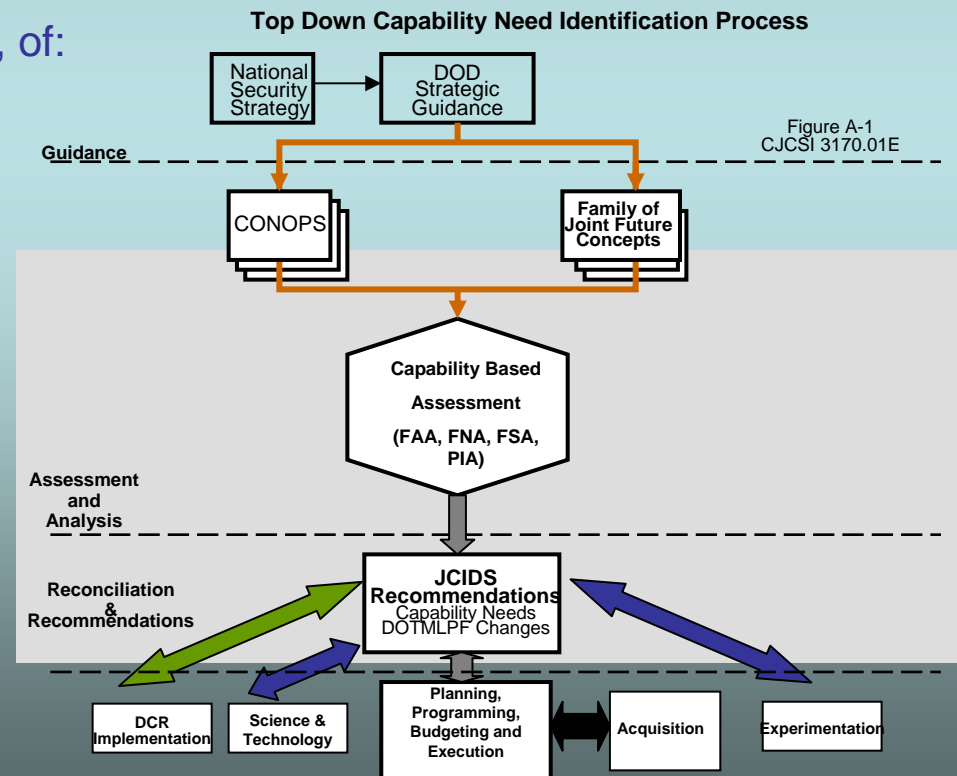 Top Down Capability Need Identification Process
, of:
National
Security
Strategy
DOD
Strategic
Guidance
Figure A-1
CJCSI 3170.01E
Guidance
CONOPS
Family of
Joint Future
Concepts
Capability Based
Assessment
(FAA, FNA, FSA,
PIA)
Assessment
and
Analysis
Reconciliation
&
Recommendations
JCIDS
Recommendations
Capability Needs
DOTMLPF Changes
DCR
Implementation
Science &
Technology
Planning,
Programming,
Budgeting and
Execution
Acquisition
Experimentation